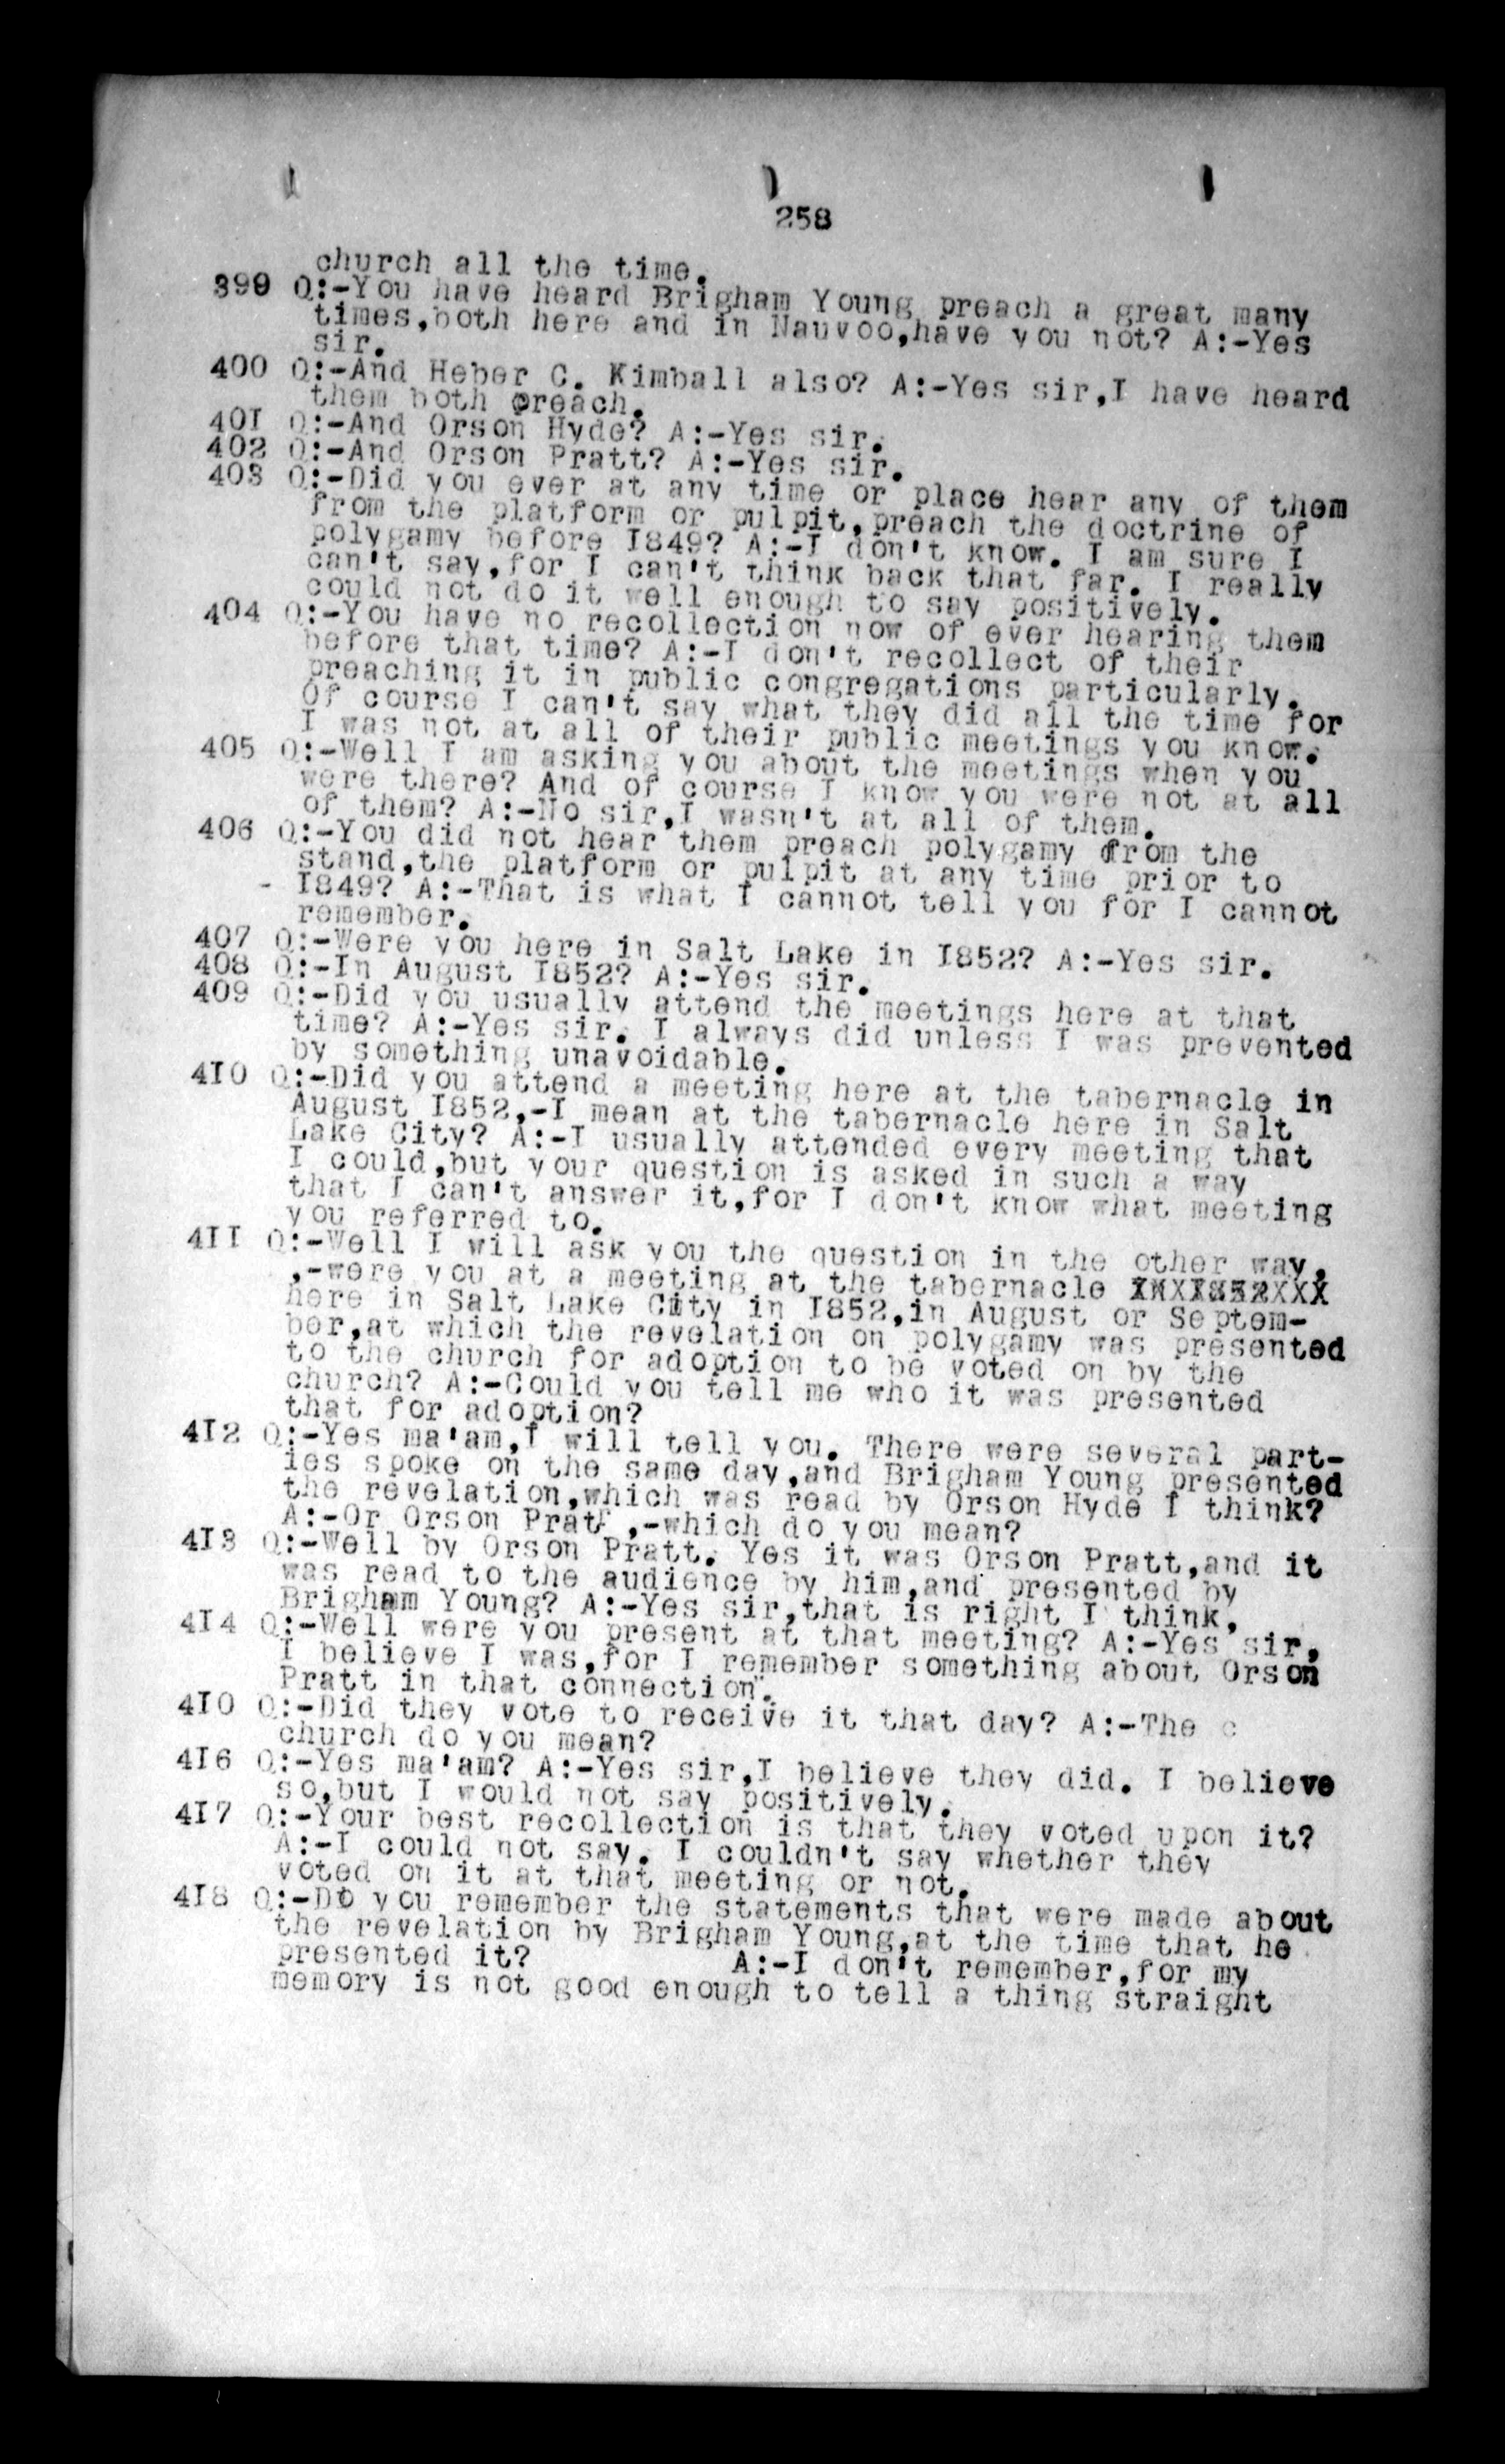 258
church all the time.
399 Q:-You have heard Brigham Young preach a great many
times,both here and in Nauvoo,have you not? A:-Yes
sir.
400 Q:-And Heber C. Kimball also? A:-Yes sir,I have heard
them both preach.
401 Q:-And Orson Hyde? A:-Yes sir.
402 Q:-And Orson Pratt? A:-Yes sir.
403 Q:-Did you ever at any time or place hear any of them
from the platform or pulpit,preach the doctrine of
polygamy before I849? A:-I don't know. I am sure I
can't say,for I can't think back that far. I really
could not do it well enough to say positively.
404 Q:-You have no recollection now of ever hearing them
before that time? A:-I don't recollect of their
preaching it in public congregations particularly.
Of course I can't say what they did all the time for
I was not at all of their public meetings you know.
405 Q:-Well I am asking you about the meetings when you
were there? And of course I know you were not at all
of them? A:-No sir,I wasn't at all of them.
406 Q:-You did not hear them preach polygamy from the
stand,the platform or pulpit at any time prior to
- I849? A:-That is what I cannot tell you for I cannot
remember.
407 Q:-Were you here in Salt Lake in I852? A:-Yes sir.
408 Q:-In August I852? A:-Yes sir.
409 Q:-Did you usually attend the meetings here at that
time? A:-Yes sir. I always did unless I was prevented
by something unavoidable.
4I0 Q:-Did you attend a meeting here at the tabernacle in
August I852,-I mean at the tabernacle here in Salt
Lake City? A:-I usually attended every meeting that
I could,but your question is asked in such a way
that I can't answer it,for I don't know what meeting
you referred to.
4II Q:-Well I will ask you the question in the other way,
,-were you at a meeting at the tabernacle
here in Salt Lake City in I852,in August or Septem-
ber,at which the revelation on polygamy was presented
to the church for adoption to be voted on by the
church? A:-Could you tell me who it was presented
that for adoption?
4I2 Q:-Yes ma'am,I will tell you. There were several part-
ies spoke on the same day,and Brigham Young presented
the revelation,which was read by Orson Hyde I think?
A:-Or Orson Pratt ,-which do you mean?
4I3 Q:-Well by Orson Pratt. Yes it was Orson Pratt,and it
was read to the audience by him,and presented by
Brigham Young? A:-Yes sir,that is right I think.
4I4 Q:-Well were you present at that meeting? A:-Yes sir,
I believe I was,for I remember something about Orson
Pratt in that connection.
4I0 Q:-Did they vote to receive it that day? A:-The c
church do you mean?
4I6 Q:-Yes ma'am? A:-Yes sir,I believe they did. I believe
so,but I would not say positively.
4I7 Q:-Your best recollection is that they voted upon it?
A:-I could not say. I couldn't say whether they
voted on it at that meeting or not.
4I8 Q:-Do you remember the statements that were made about
the revelation by Brigham Young,at the time that he
presented it? A:-I don't remember,for my
memory is not good enough to tell a thing straight